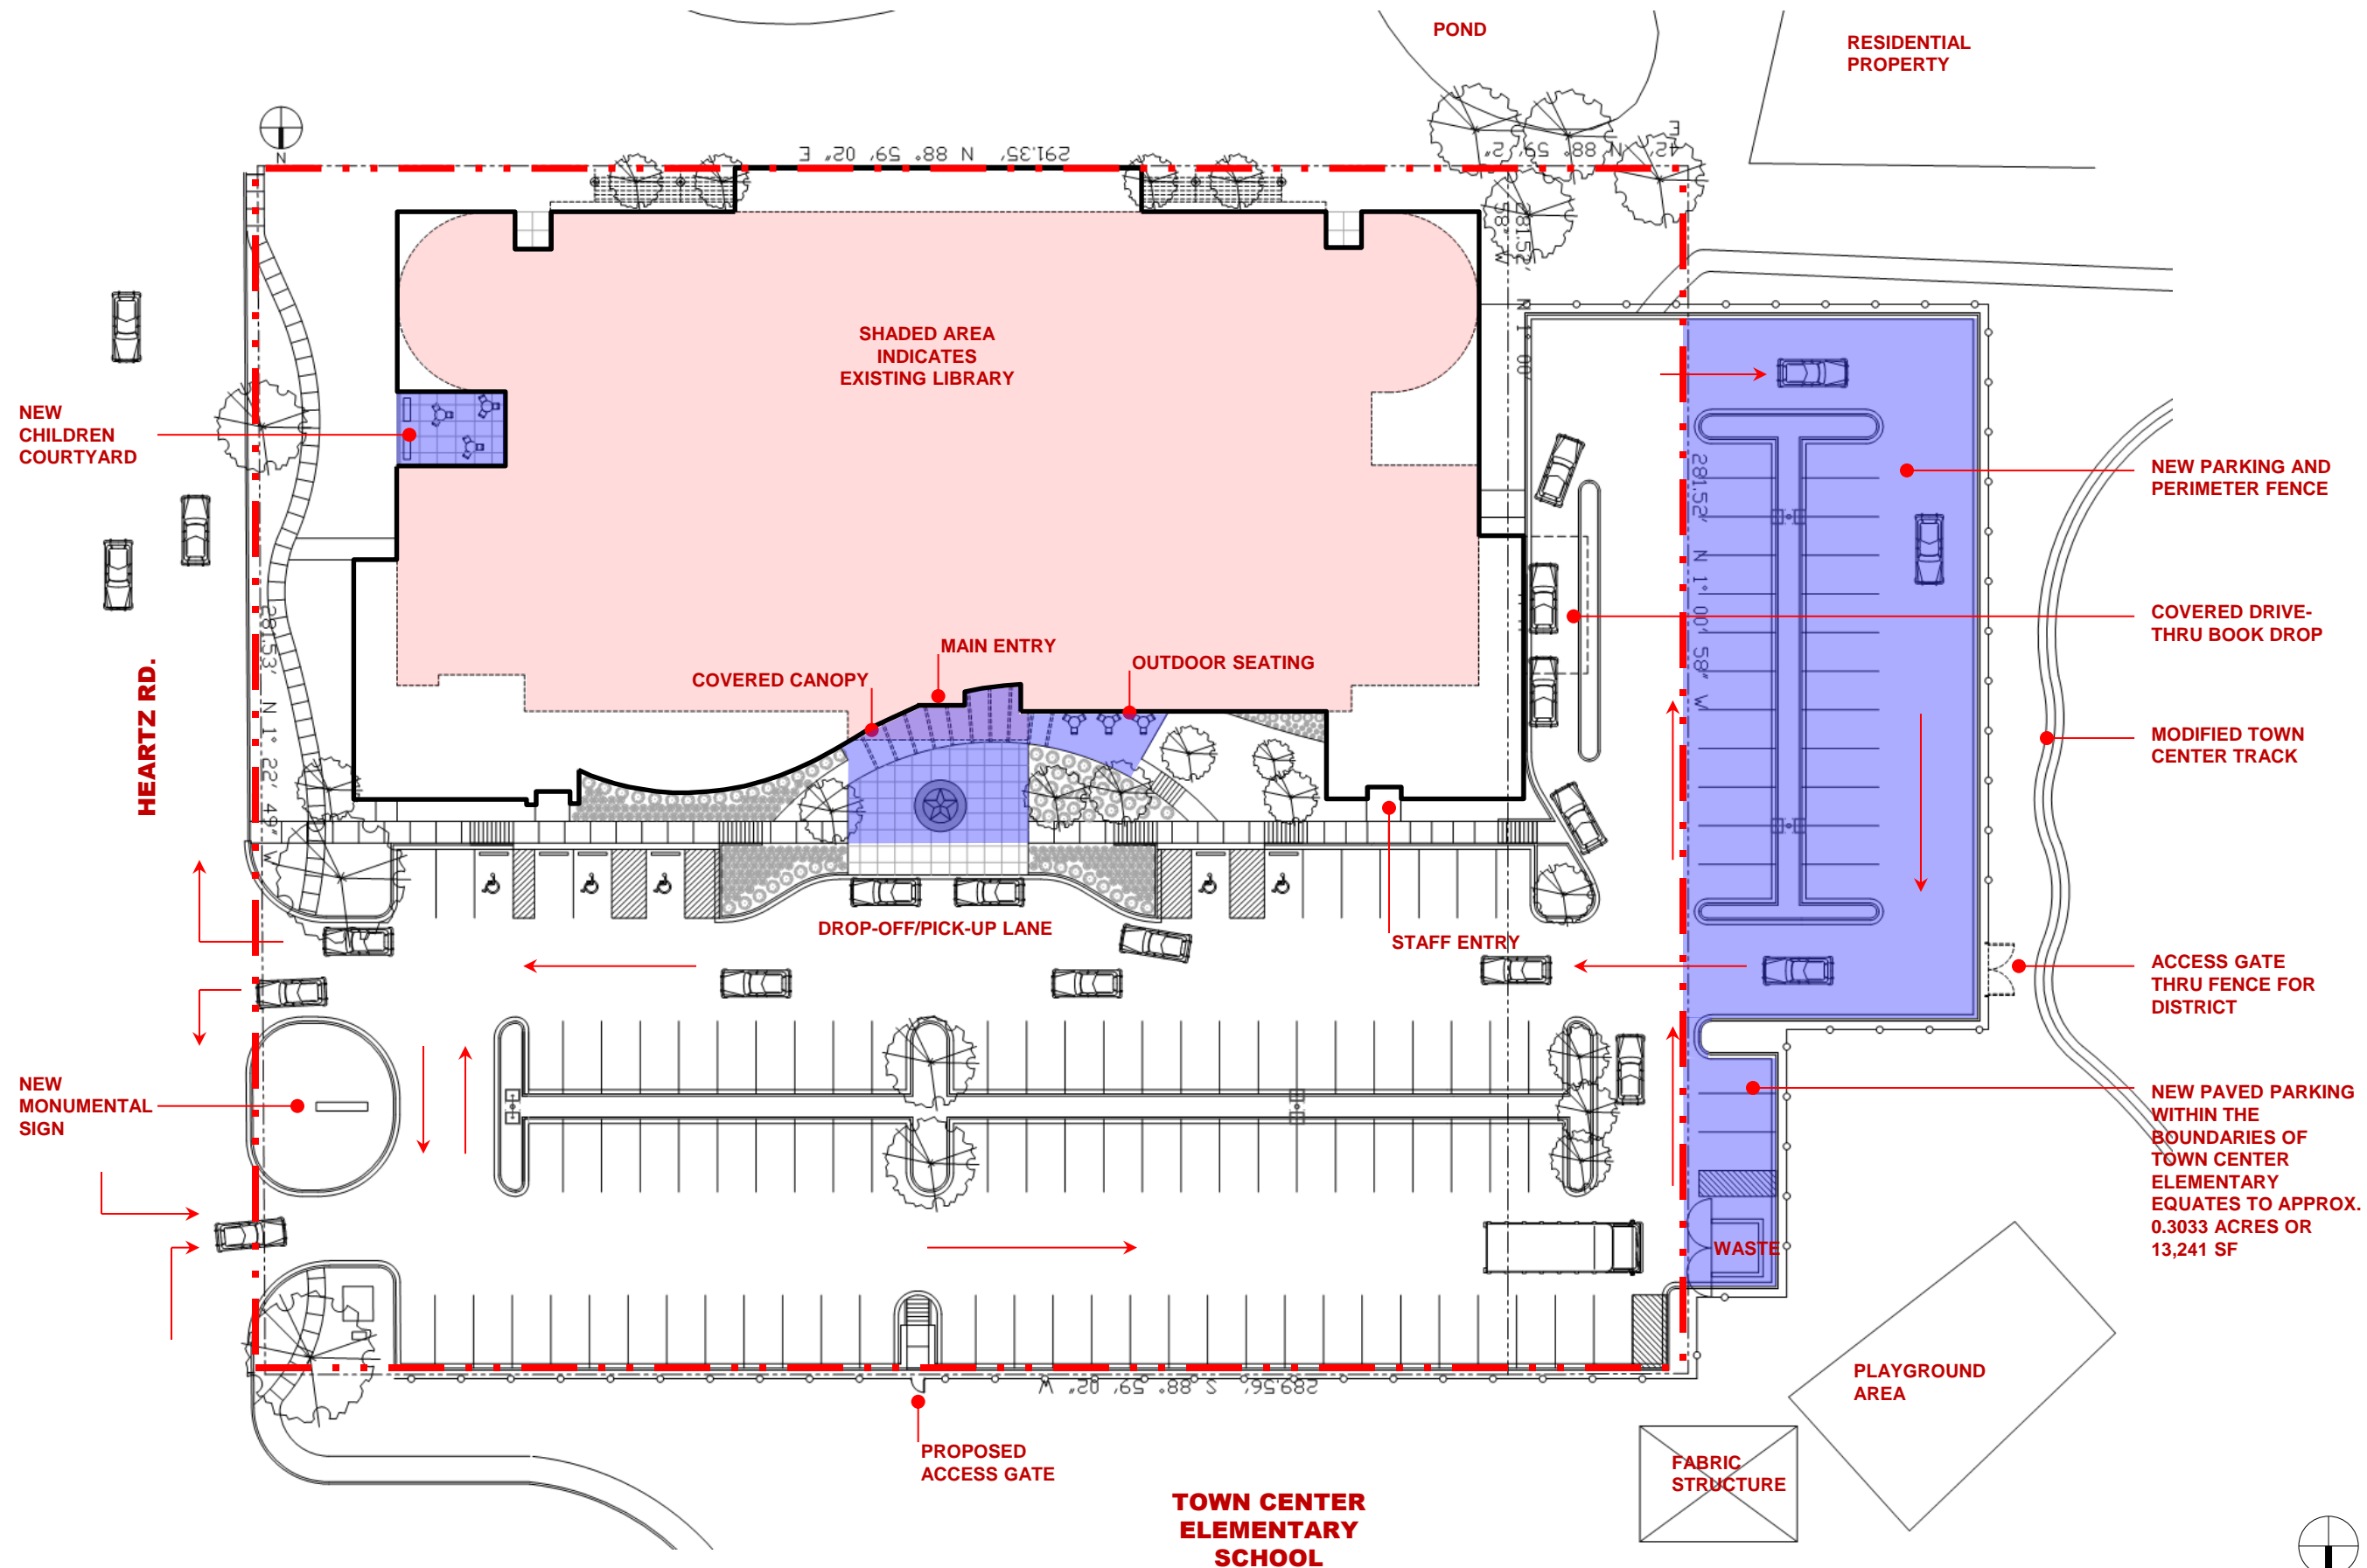 POND
RESIDENTIAL
PROPERTY
N
291.35' N 88° 59' 02" E
SHADED AREA
INDICATES
EXISTING LIBRARY
NEW
CHILDREN
COURTYARD
NEW PARKING AND
PERIMETER FENCE
281.52' N 1° 00' 58" W
COVERED DRIVE-
THRU BOOK DROP
MAIN ENTRY
OUTDOOR SEATING
COVERED CANOPY
HEARTZ RD.
281.53' N 1° 22' 49" W
MODIFIED TOWN
CENTER TRACK
DROP-OFF/PICK-UP LANE
STAFF ENTRY
ACCESS GATE
THRU FENCE FOR
DISTRICT
NEW
MONUMENTAL
SIGN
NEW PAVED PARKING
WITHIN THE
BOUNDARIES OF
TOWN CENTER
ELEMENTARY
EQUATES TO APPROX.
0.3033 ACRES OR
13,241 SF
WASTE
289.56' S 88° 59' 02" W
PLAYGROUND
AREA
PROPOSED
ACCESS GATE
FABRIC
STRUCTURE
TOWN CENTER
ELEMENTARY
SCHOOL